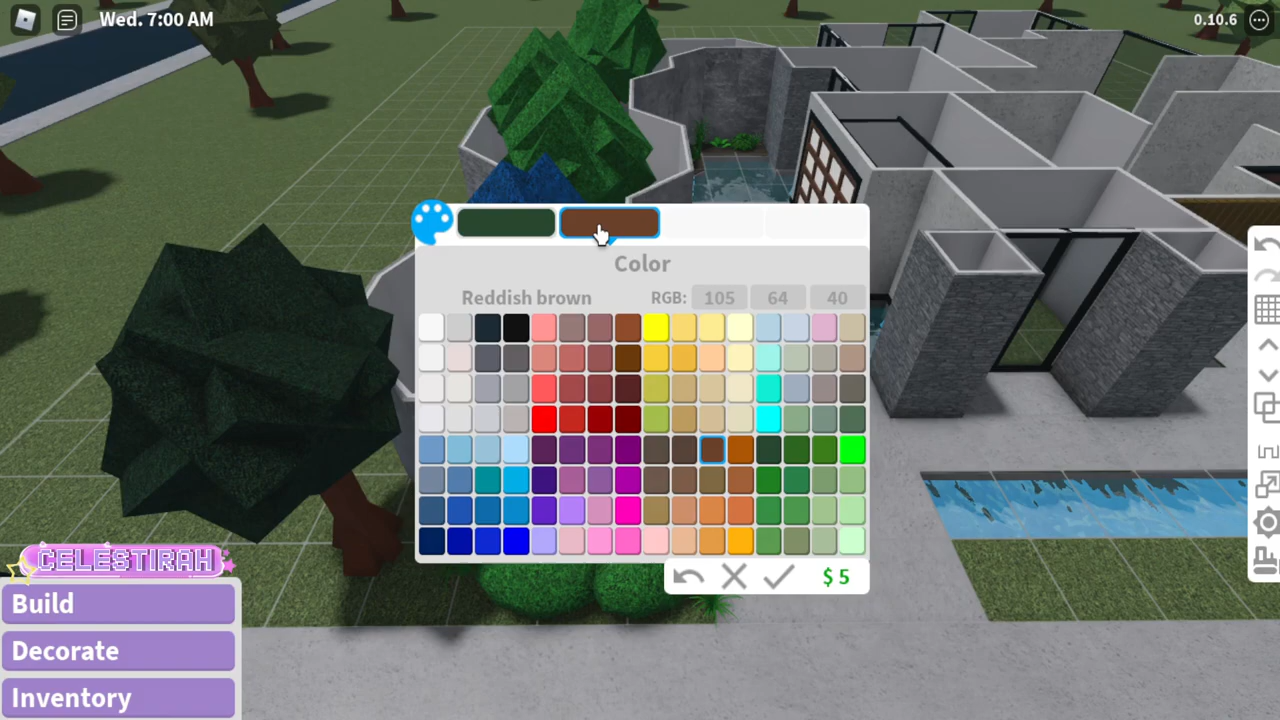 Wed. 7:00 AM
0.10.6
Color
Reddish brown
RGB: 105 64 40
$ 5
CELESTIRAH
Build
Decorate
Inventory